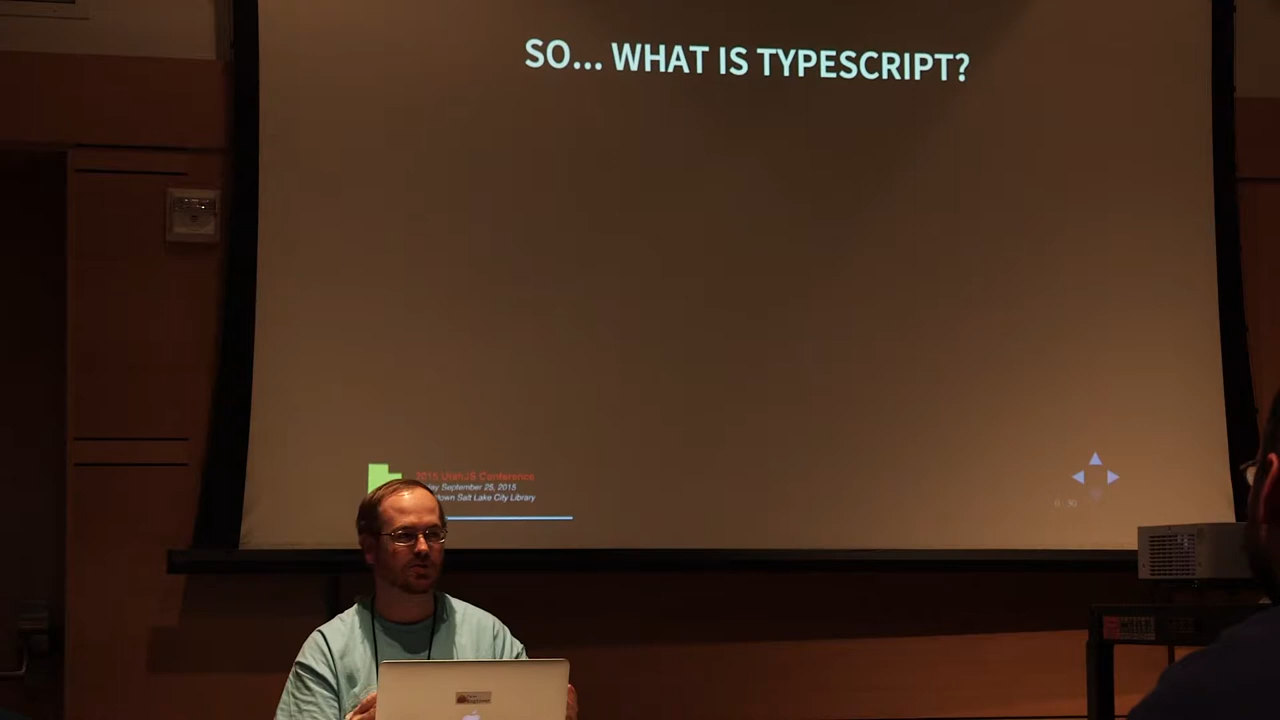 SO... WHAT IS TYPESCRIPT?
2015 UtahJS Conference
September 25, 2015
Salt Lake City Library